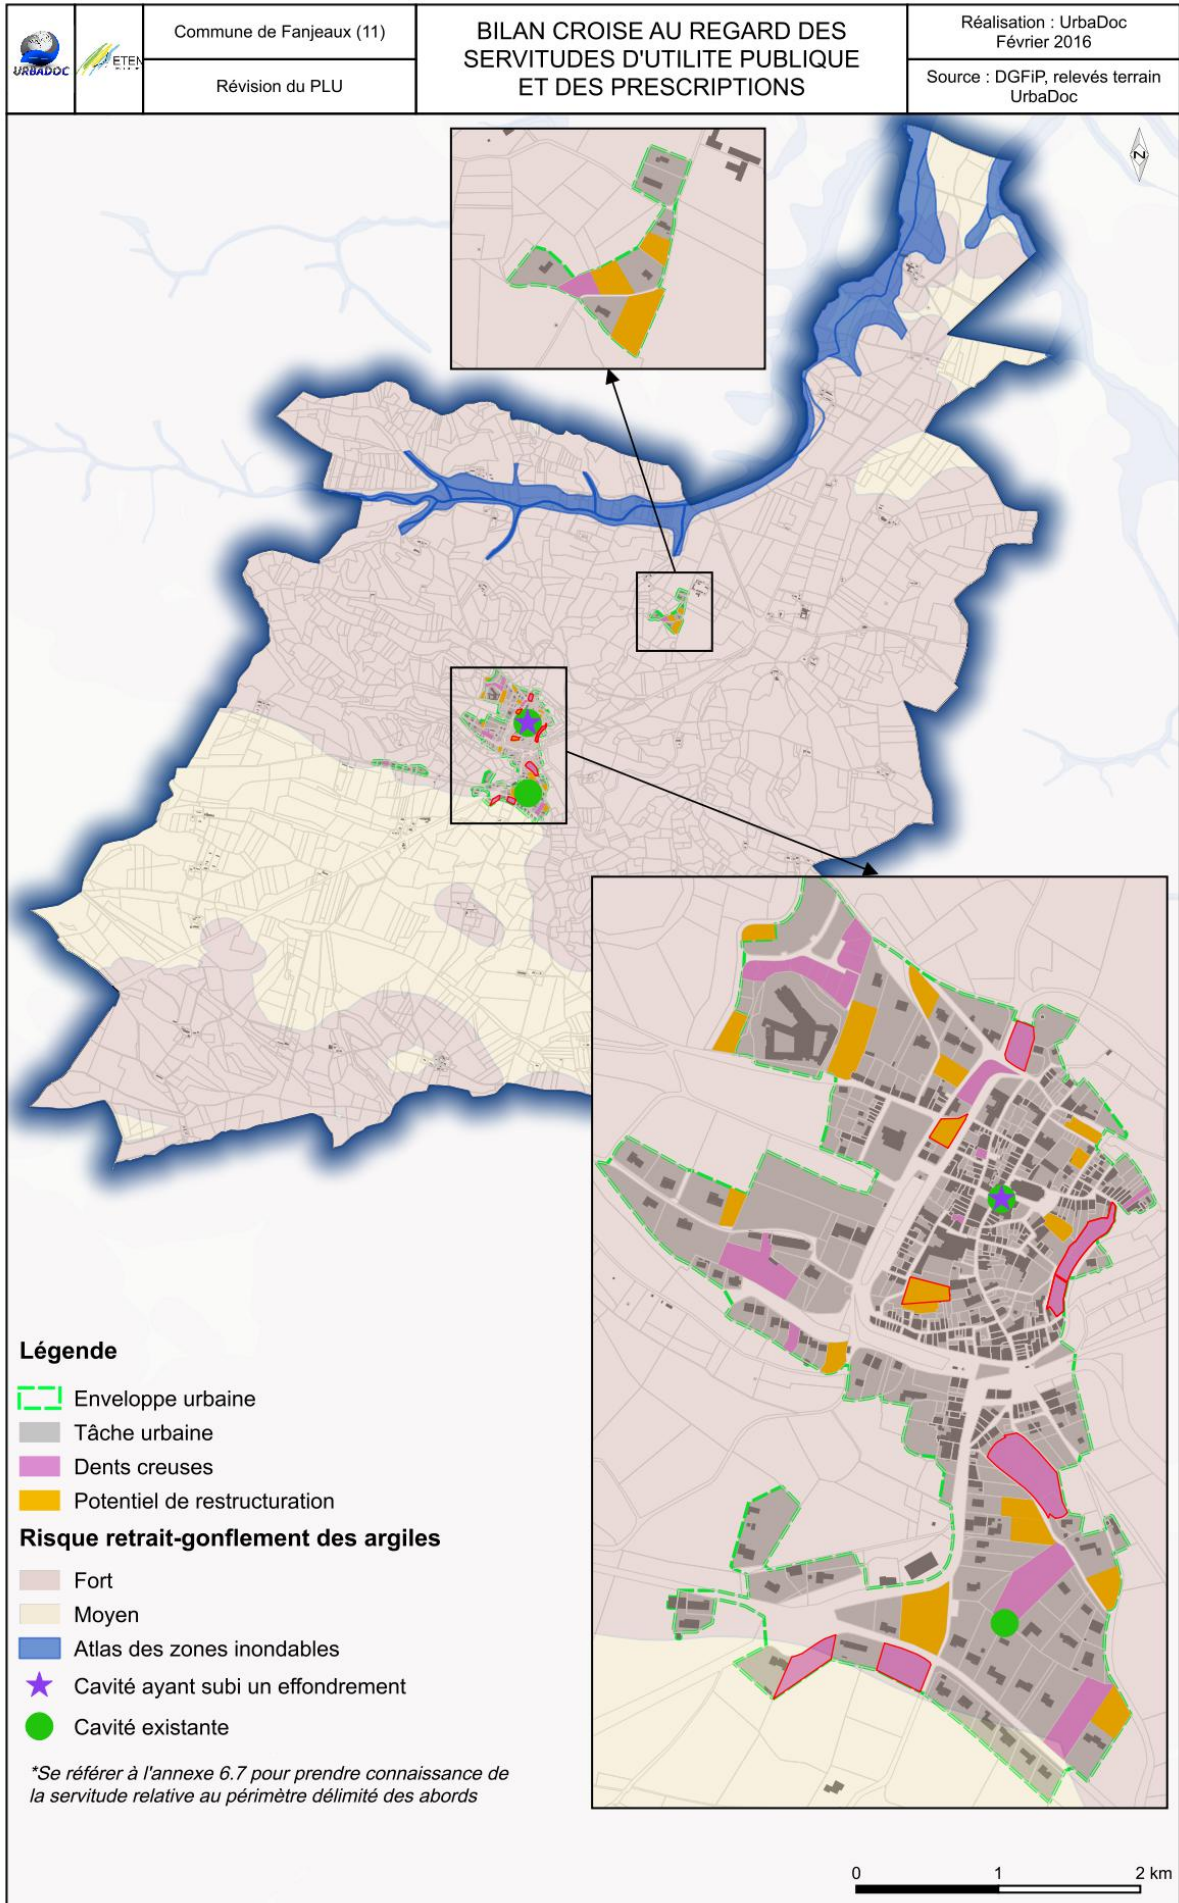 URBADOC
ETEN
Commune de Fanjeaux (11)
Révision du PLU
BILAN CROISE AU REGARD DES
SERVITUDES D'UTILITE PUBLIQUE
ET DES PRESCRIPTIONS
Réalisation : UrbaDoc
Février 2016
Source : DGFiP, relevés terrain
UrbaDoc
N
Légende
Enveloppe urbaine
Tâche urbaine
Dents creuses
Potentiel de restructuration
Risque retrait-gonflement des argiles
Fort
Moyen
Atlas des zones inondables
Cavité ayant subi un effondrement
Cavité existante
*Se référer à l'annexe 6.7 pour prendre connaissance de
la servitude relative au périmètre délimité des abords
0 1 2 km